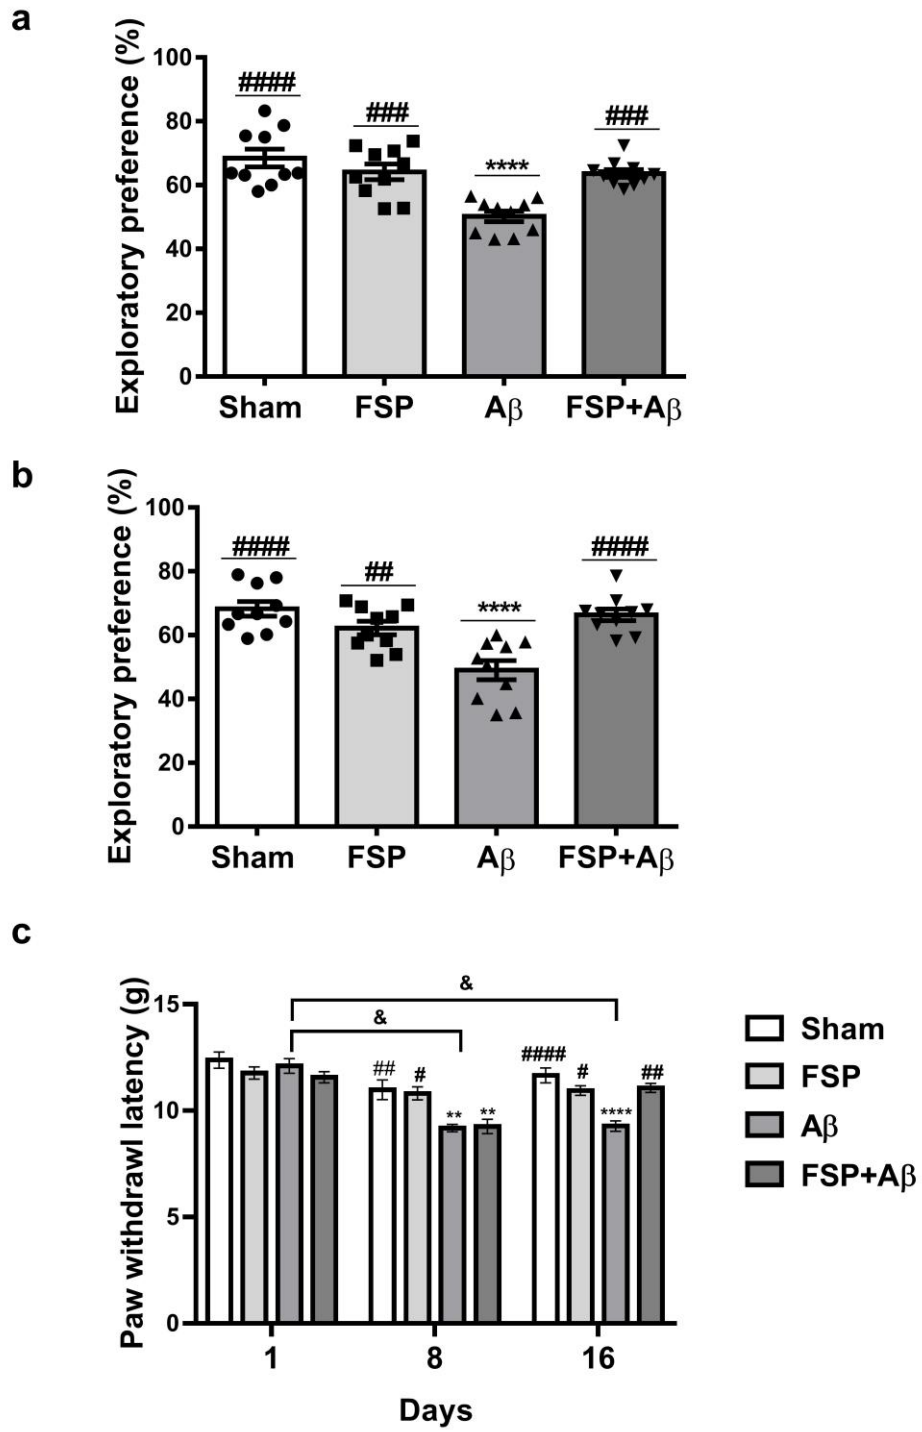 a
Exploratory preference (%)
100
80
60
40
20
0
####
###
****
###
Sham
FSP
Aβ
FSP+Aβ
b
Exploratory preference (%)
100
80
60
40
20
0
####
##
****
####
Sham
FSP
Aβ
FSP+Aβ
c
Paw withdrawl latency (g)
15
10
5
0
&
&
##
#
**
**
####
#
****
##
1
8
16
Days
Sham
FSP
Aβ
FSP+Aβ